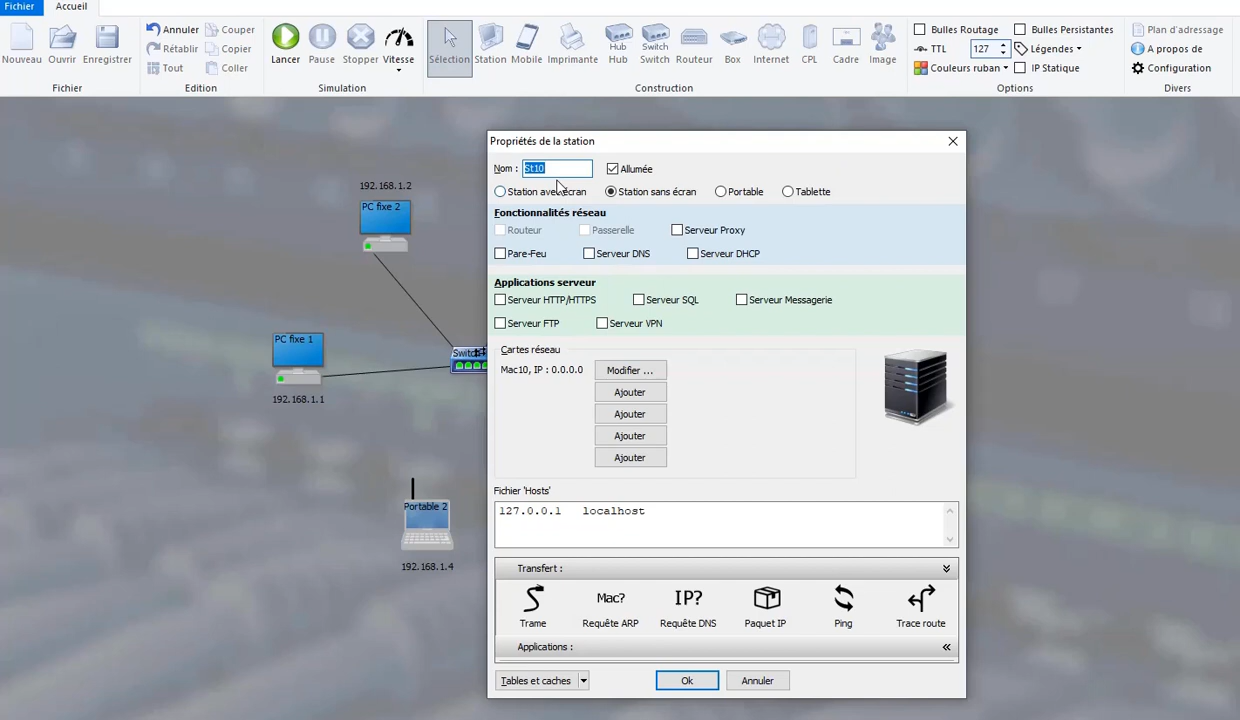 Fichier Accueil
Nouveau Ouvrir Enregistrer
Fichier
Annuler Couper
Rétablir Copier
Tout Coller
Edition
Lancer Pause Stopper Vitesse
Simulation
Sélection Station Mobile Imprimante Hub Hub Switch Switch Routeur Box Internet CPL Cadre Image
Construction
Bulles Routage Bulles Persistantes
TTL 127 Légendes
Couleurs ruban IP Statique
Options
Plan d'adressage
A propos de
Configuration
Divers
192.168.1.2
PC fixe 2
PC fixe 1
192.168.1.1
Switch
Portable 2
192.168.1.4
Propriétés de la station
Nom : St10 Allumée
Station avec écran Station sans écran Portable Tablette
Fonctionnalités réseau
Routeur Passerelle Serveur Proxy
Pare-Feu Serveur DNS Serveur DHCP
Applications serveur
Serveur HTTP/HTTPS Serveur SQL Serveur Messagerie
Serveur FTP Serveur VPN
Cartes réseau
Mac10, IP : 0.0.0.0 Modifier ...
Ajouter
Ajouter
Ajouter
Ajouter
Fichier 'Hosts'
127.0.0.1 localhost
Transfert :
Mac? IP?
Trame Requête ARP Requête DNS Paquet IP Ping Trace route
Applications :
Tables et caches Ok Annuler